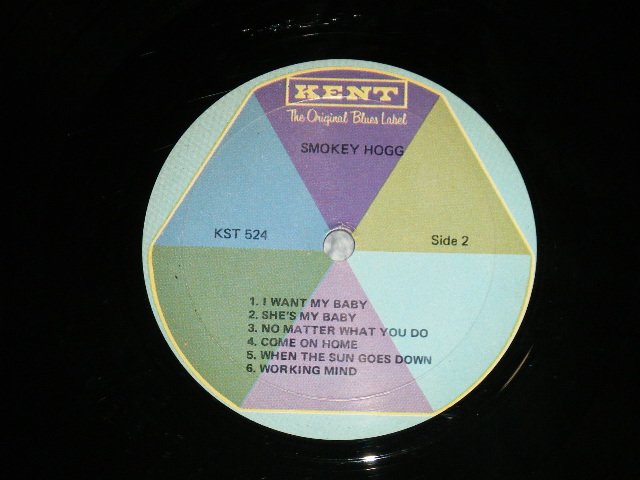 KENT
The Original Blues Label
SMOKEY HOGG
KST 524
Side 2
1. I WANT MY BABY
2. SHE'S MY BABY
3. NO MATTER WHAT YOU DO
4. COME ON HOME
5. WHEN THE SUN GOES DOWN
6. WORKING MIND